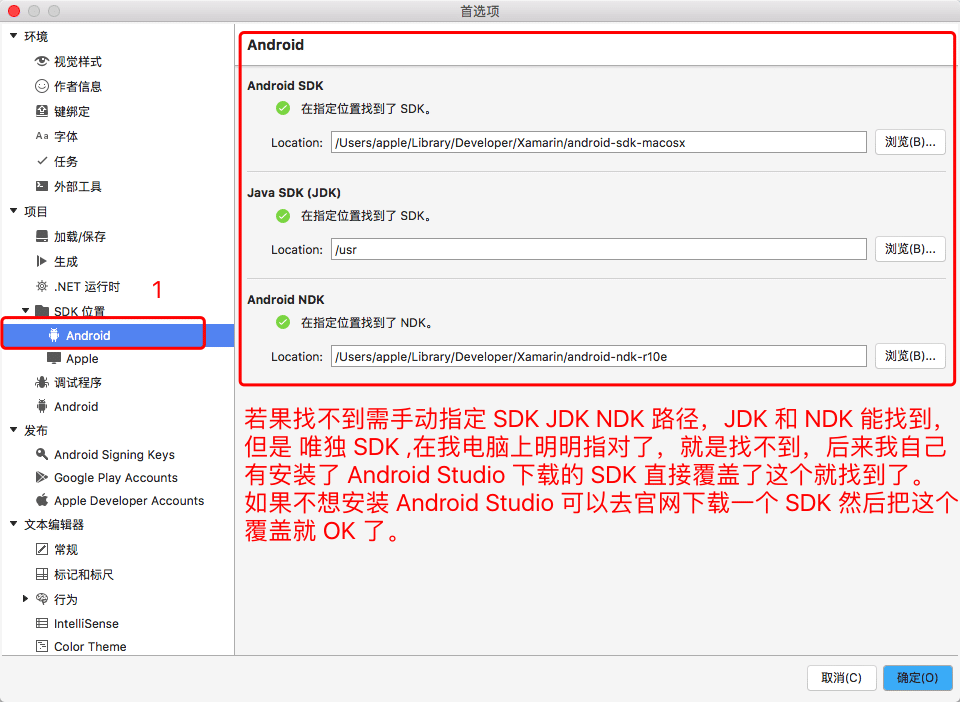 首选项
环境
视觉样式
作者信息
键绑定
Aa 字体
任务
外部工具
项目
加载/保存
生成
.NET 运行时
1
SDK 位置
Android
Apple
调试程序
Android
发布
Android Signing Keys
Google Play Accounts
Apple Developer Accounts
文本编辑器
常规
标记和标尺
行为
IntelliSense
Color Theme
Android
Android SDK
在指定位置找到了 SDK。
Location: /Users/apple/Library/Developer/Xamarin/android-sdk-macosx 浏览(B)...
Java SDK (JDK)
在指定位置找到了 SDK。
Location: /usr 浏览(B)...
Android NDK
在指定位置找到了 NDK。
Location: /Users/apple/Library/Developer/Xamarin/android-ndk-r10e 浏览(B)...
若果找不到需手动指定 SDK JDK NDK 路径，JDK 和 NDK 能找到，
但是 唯独 SDK ,在我电脑上明明指对了，就是找不到，后来我自己
有安装了 Android Studio 下载的 SDK 直接覆盖了这个就找到了。
如果不想安装 Android Studio 可以去官网下载一个 SDK 然后把这个
覆盖就 OK 了。
取消(C) 确定(O)